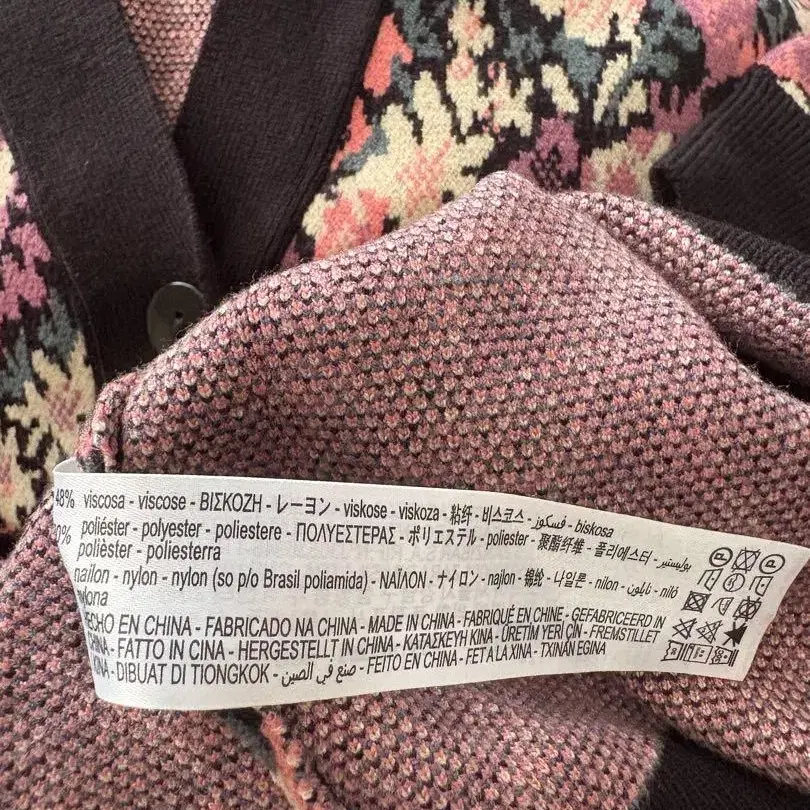 48% viscosa - viscose - ΒΙΣΚΟΖΗ - レーヨン - viskose - viskoza - 粘纤 - 비스코스 - فسكوز - biskosa
poliéster - polyester - poliestere - ΠΟΛΥΕΣΤΕΡΑΣ - ポリエステル - poliester - 聚酯纤维 - 폴리에스터 - بوليستير -
polièster - poliesterra
nailon - nylon - nylon (so p/o Brasil poliamida) - ΝΑΪΛΟΝ - ナイロン - najlon - 锦纶 - 나일론 - nilon - نايلون - niló
HECHO EN CHINA - FABRICADO NA CHINA - MADE IN CHINA - FABRIQUÉ EN CHINE - GEFABRICEERD IN
CHINA - FATTO IN CINA - HERGESTELLT IN CHINA - ΚΑΤΑΣΚΕΥΗ ΚΙΝΑ - ÜRETİM YERİ ÇİN - FREMSTILLET
KINA - DIBUAT DI TIONGKOK - صنع في الصين - FEITO EN CHINA - FET A LA XINA - TXINAN EGINA